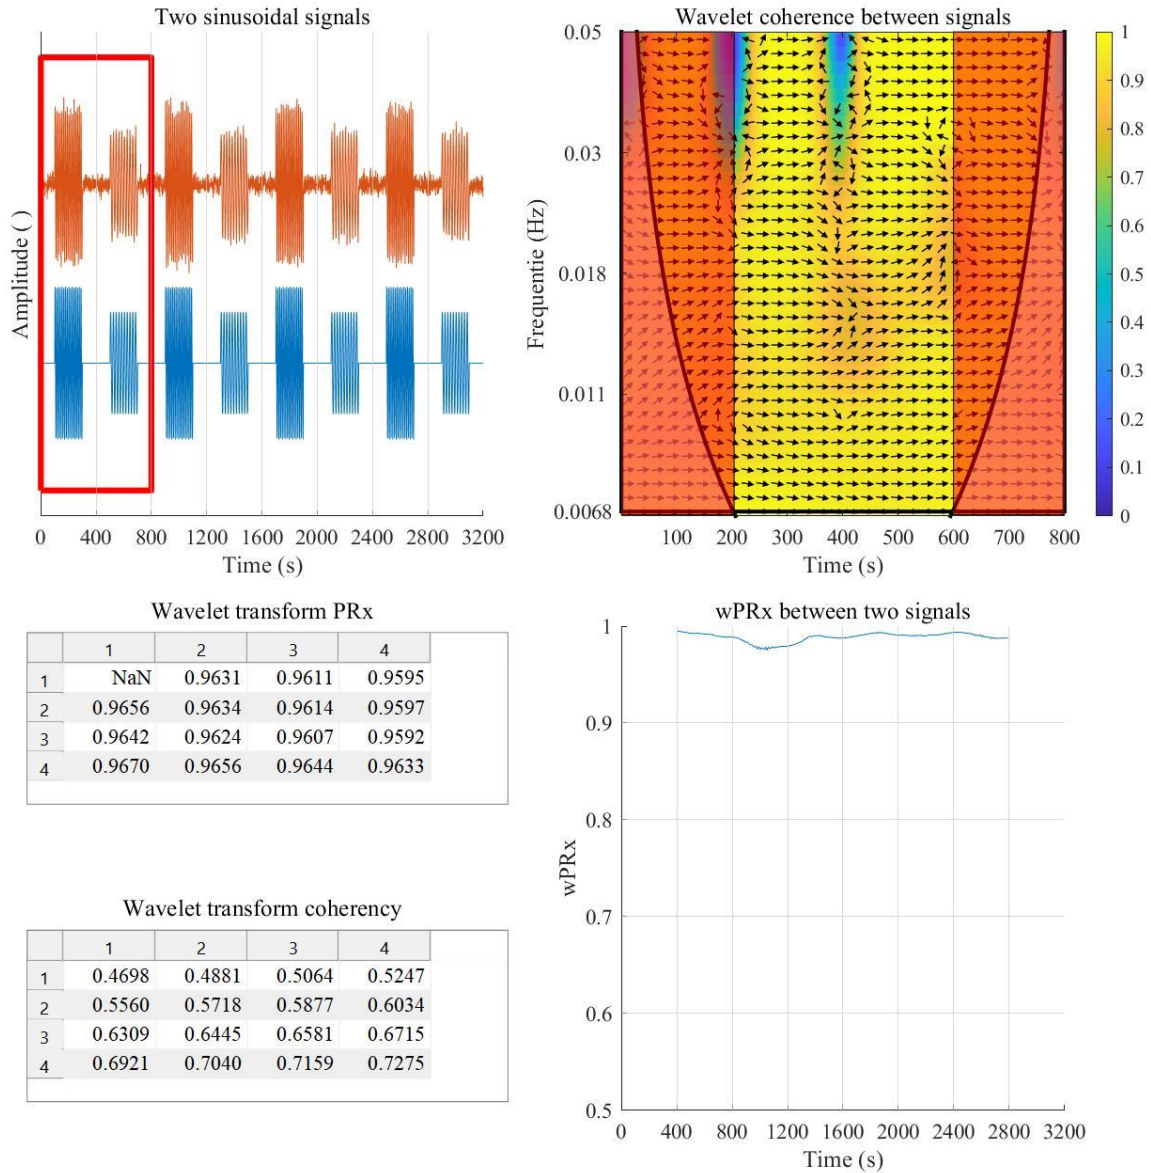 Two sinusoidal signals
Amplitude ( )
0 400 800 1200 1600 2000 2400 2800 3200
Time (s)
Wavelet coherence between signals
Frequentie (Hz)
0.05
0.03
0.018
0.011
0.0068
100 200 300 400 500 600 700 800
Time (s)
1
0.9
0.8
0.7
0.6
0.5
0.4
0.3
0.2
0.1
0
Wavelet transform PRx
1 2 3 4
1 NaN 0.9631 0.9611 0.9595
2 0.9656 0.9634 0.9614 0.9597
3 0.9642 0.9624 0.9607 0.9592
4 0.9670 0.9656 0.9644 0.9633
Wavelet transform coherency
1 2 3 4
1 0.4698 0.4881 0.5064 0.5247
2 0.5560 0.5718 0.5877 0.6034
3 0.6309 0.6445 0.6581 0.6715
4 0.6921 0.7040 0.7159 0.7275
wPRx between two signals
wPRx
1
0.9
0.8
0.7
0.6
0.5
0 400 800 1200 1600 2000 2400 2800 3200
Time (s)